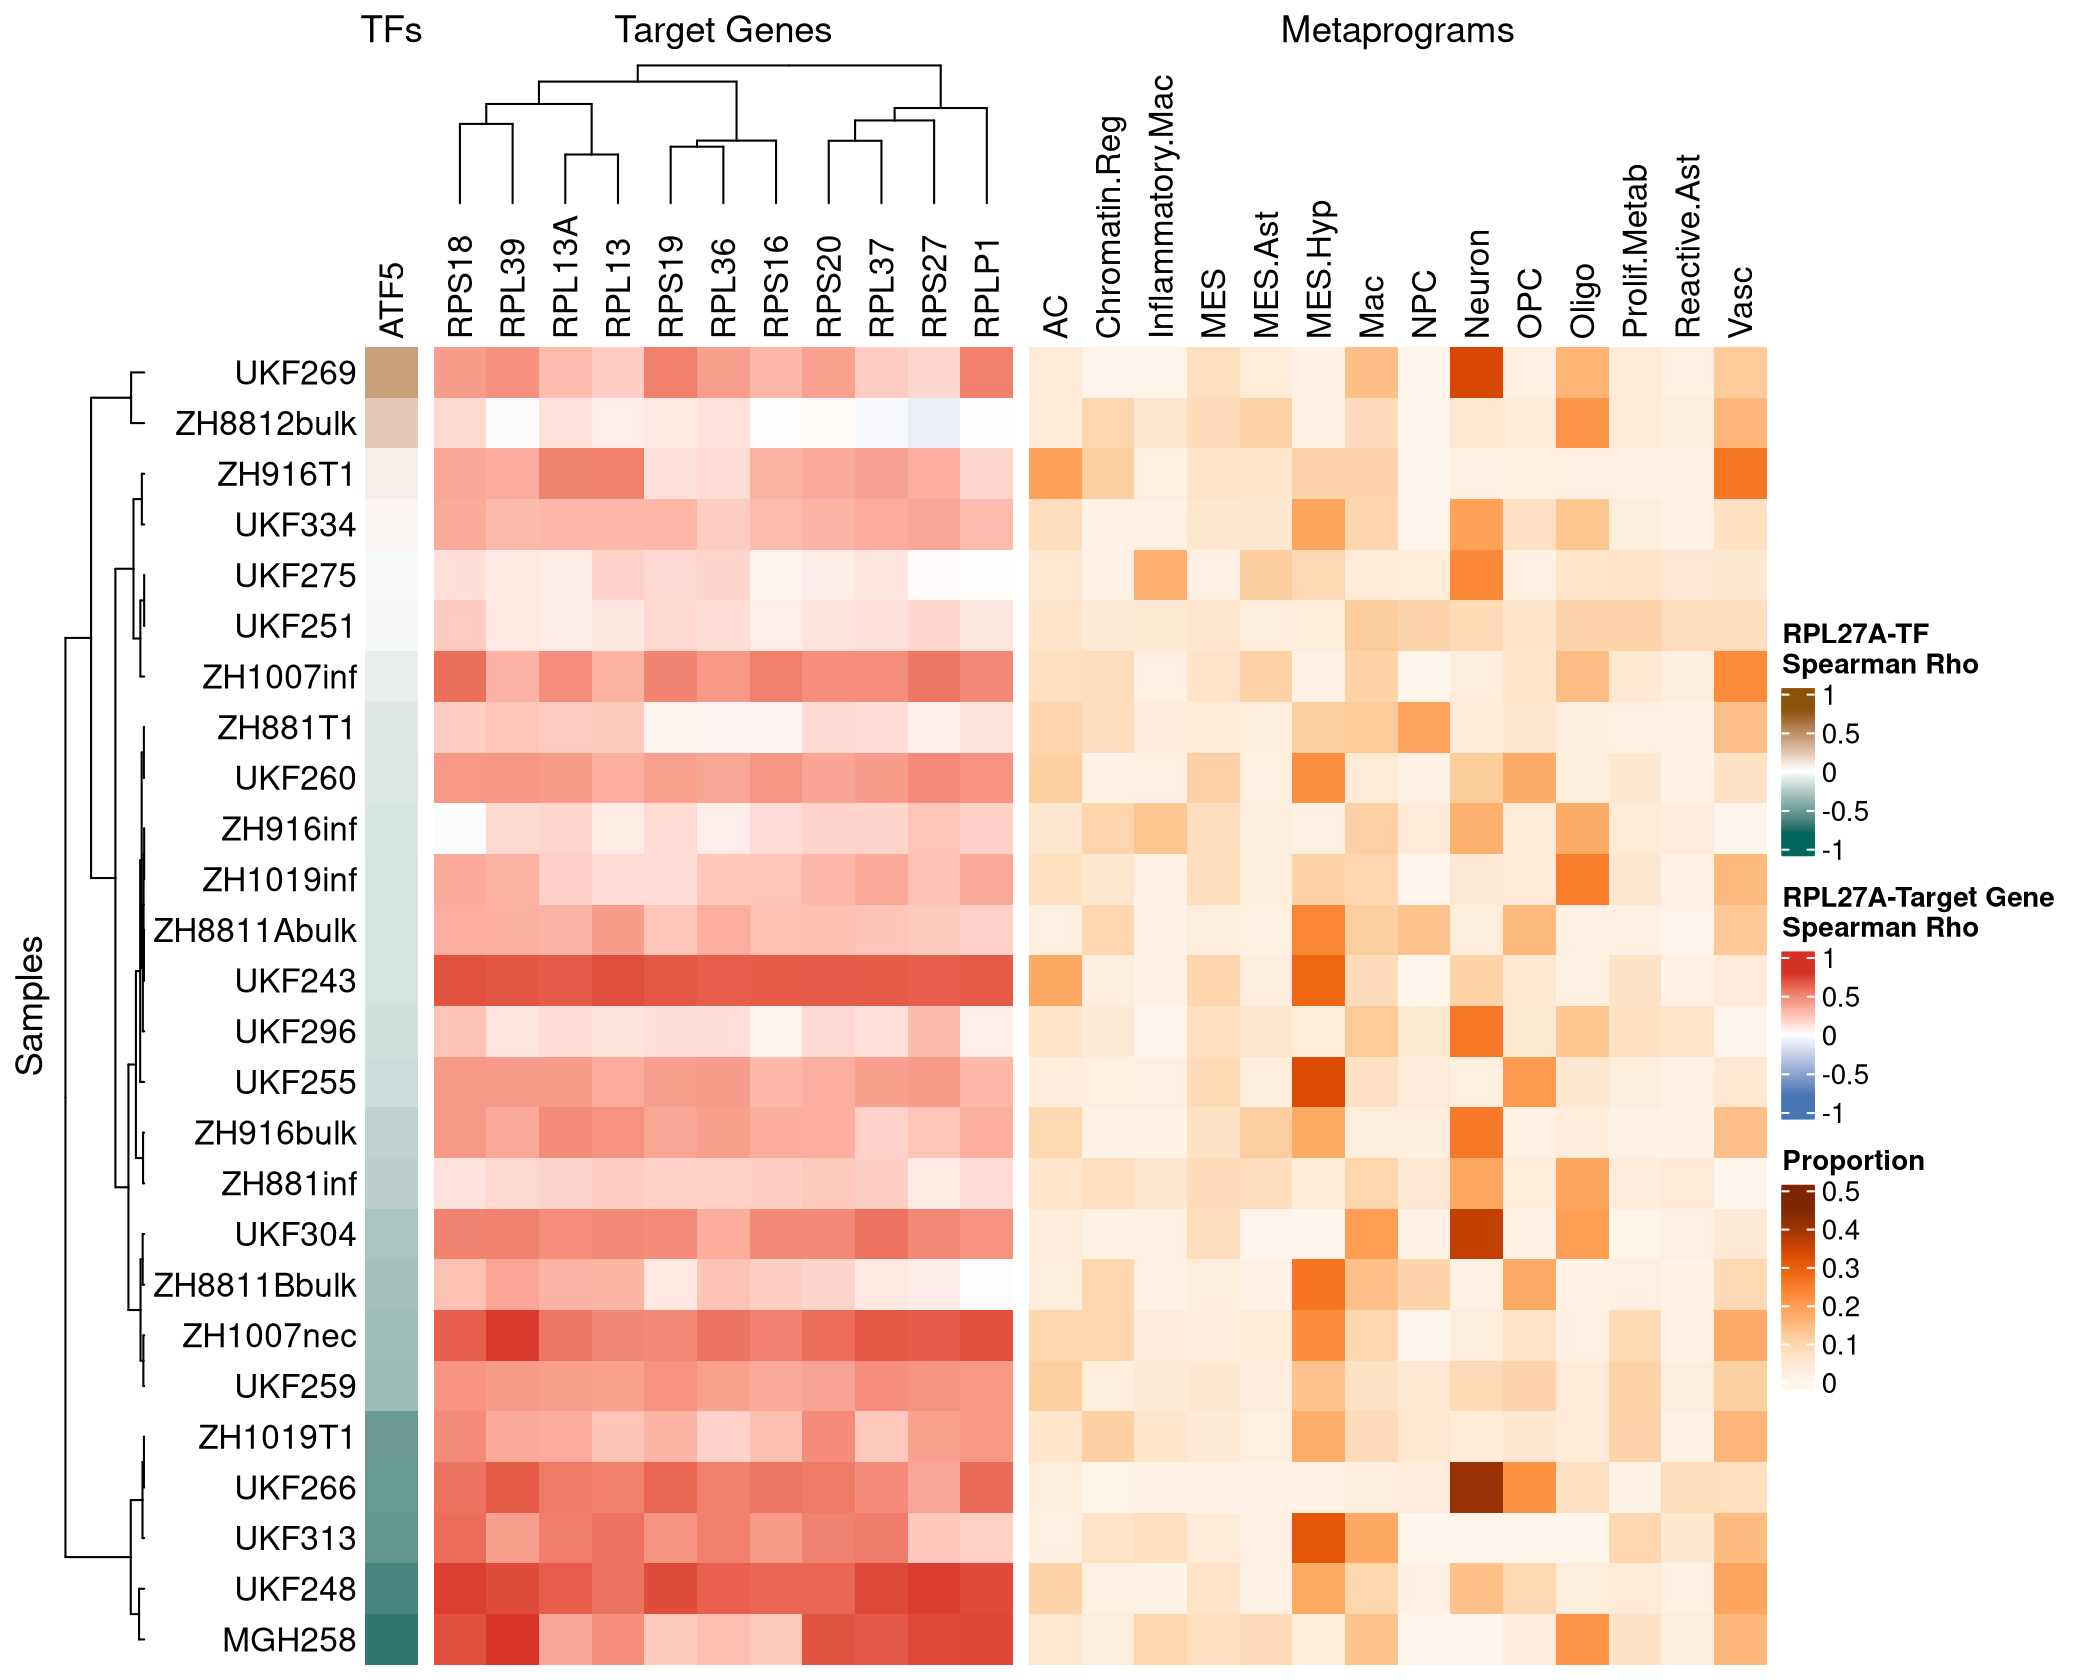 TFs
Target Genes
Metaprograms
ATF5
RPS18
RPL39
RPL13A
RPL13
RPS19
RPL36
RPS16
RPS20
RPL37
RPS27
RPLP1
AC
Chromatin.Reg
Inflammatory.Mac
MES
MES.Ast
MES.Hyp
Mac
NPC
Neuron
OPC
Oligo
Prolif.Metab
Reactive.Ast
Vasc
Samples
UKF269
ZH8812bulk
ZH916T1
UKF334
UKF275
UKF251
ZH1007inf
ZH881T1
UKF260
ZH916inf
ZH1019inf
ZH8811Abulk
UKF243
UKF296
UKF255
ZH916bulk
ZH881inf
UKF304
ZH8811Bbulk
ZH1007nec
UKF259
ZH1019T1
UKF266
UKF313
UKF248
MGH258
RPL27A-TF
Spearman Rho
1
0.5
0
-0.5
-1
RPL27A-Target Gene
Spearman Rho
1
0.5
0
-0.5
-1
Proportion
0.5
0.4
0.3
0.2
0.1
0